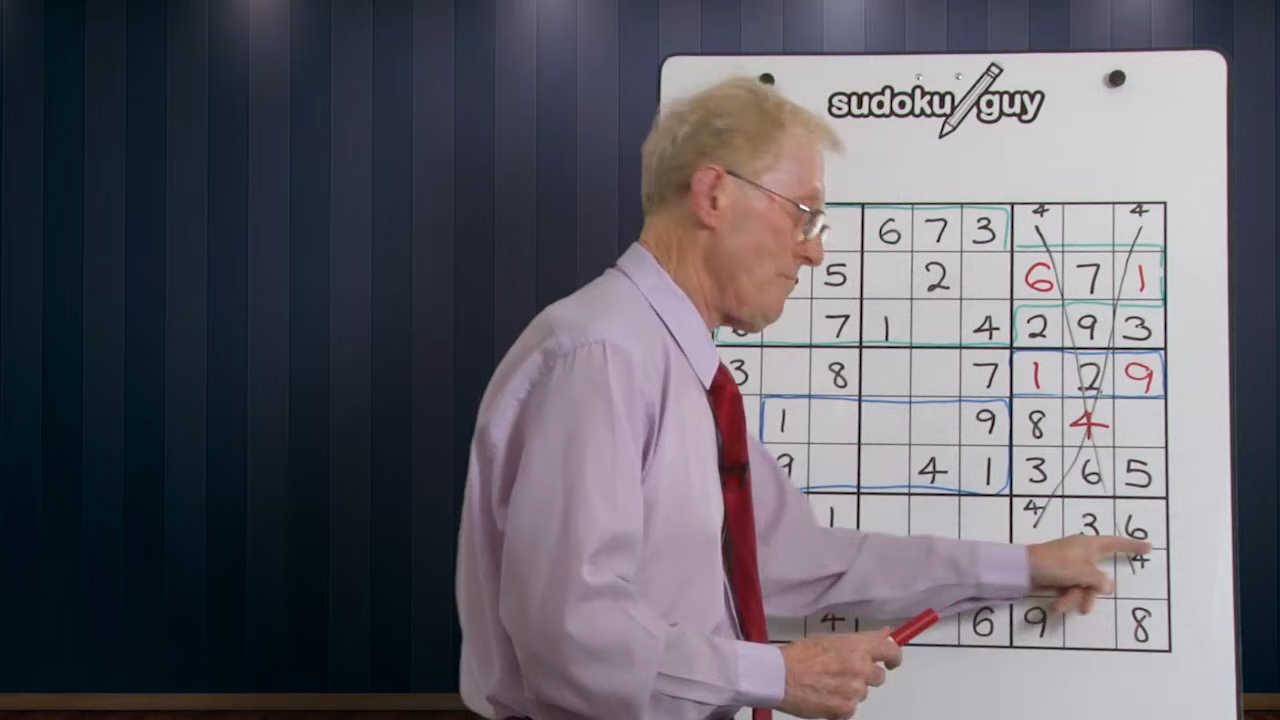 sudoku guy
4 4
6 7 3
5 2 6 7 1
7 1 4 2 9 3
3 8 7 1 2 9
1 9 8 4
9 4 1 3 6 5
1 4 3 6
4
4 6 9 8